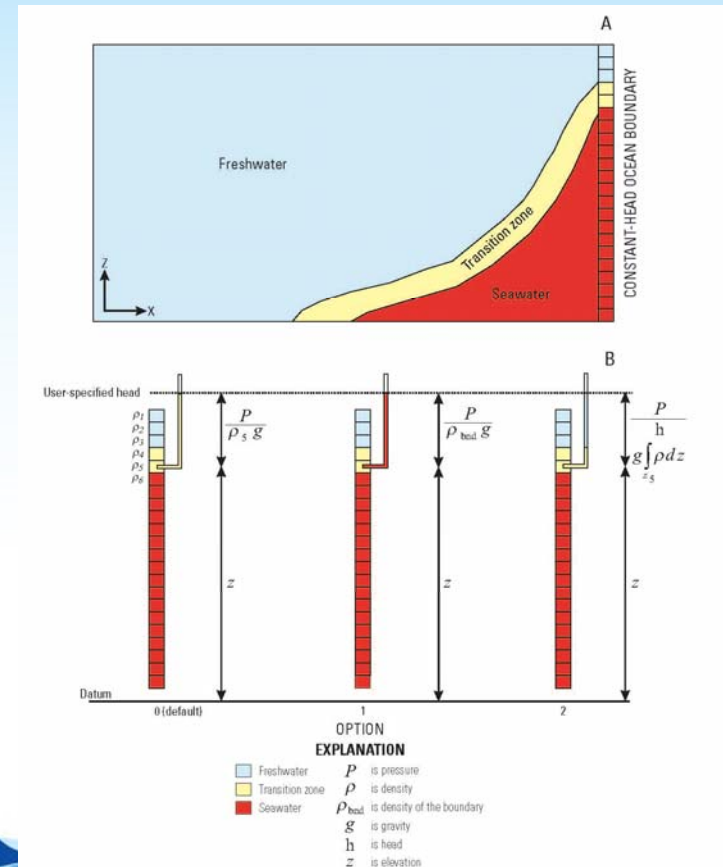 A
Freshwater
Transition zone
Seawater
Z
X
CONSTANT-HEAD OCEAN BOUNDARY
B
User-specified head
ρ1
ρ2
ρ3
ρ4
ρ5
ρ6
P
ρ5 g
P
ρbnd g
P
h
g∫ρdz
z5
z
z
z
Datum
0 (default)
1
2
OPTION
EXPLANATION
Freshwater
Transition zone
Seawater
P is pressure
ρ is density
ρbnd is density of the boundary
g is gravity
h is head
z is elevation